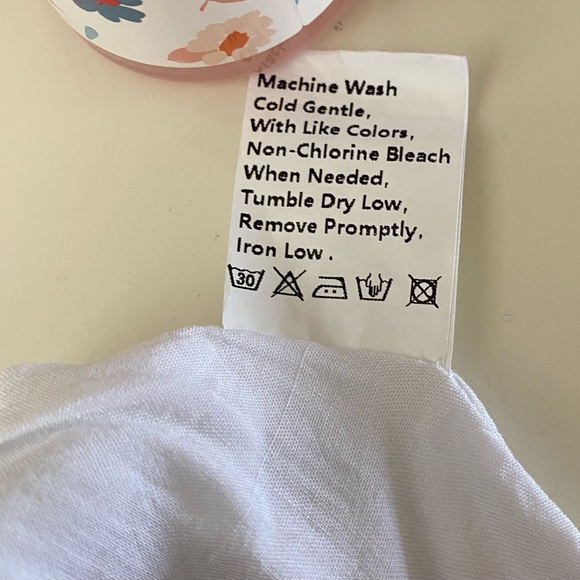 Machine Wash
Cold Gentle,
With Like Colors,
Non-Chlorine Bleach
When Needed,
Tumble Dry Low,
Remove Promptly.
Iron Low .
30